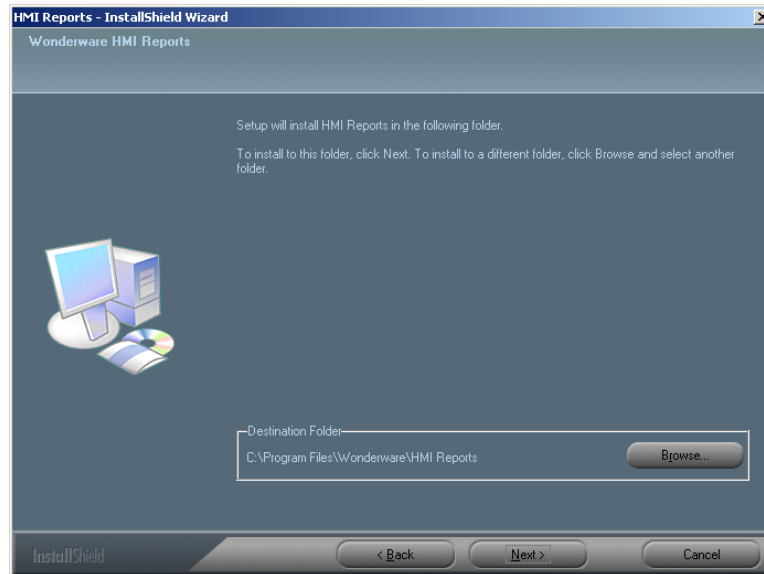 HMI Reports - InstallShield Wizard
Wonderware HMI Reports
Setup will install HMI Reports in the following folder.
To install to this folder, click Next. To install to a different folder, click Browse and select another
folder.
Destination Folder
C:\Program Files\Wonderware\HMI Reports
Browse...
InstallShield
< Back
Next >
Cancel